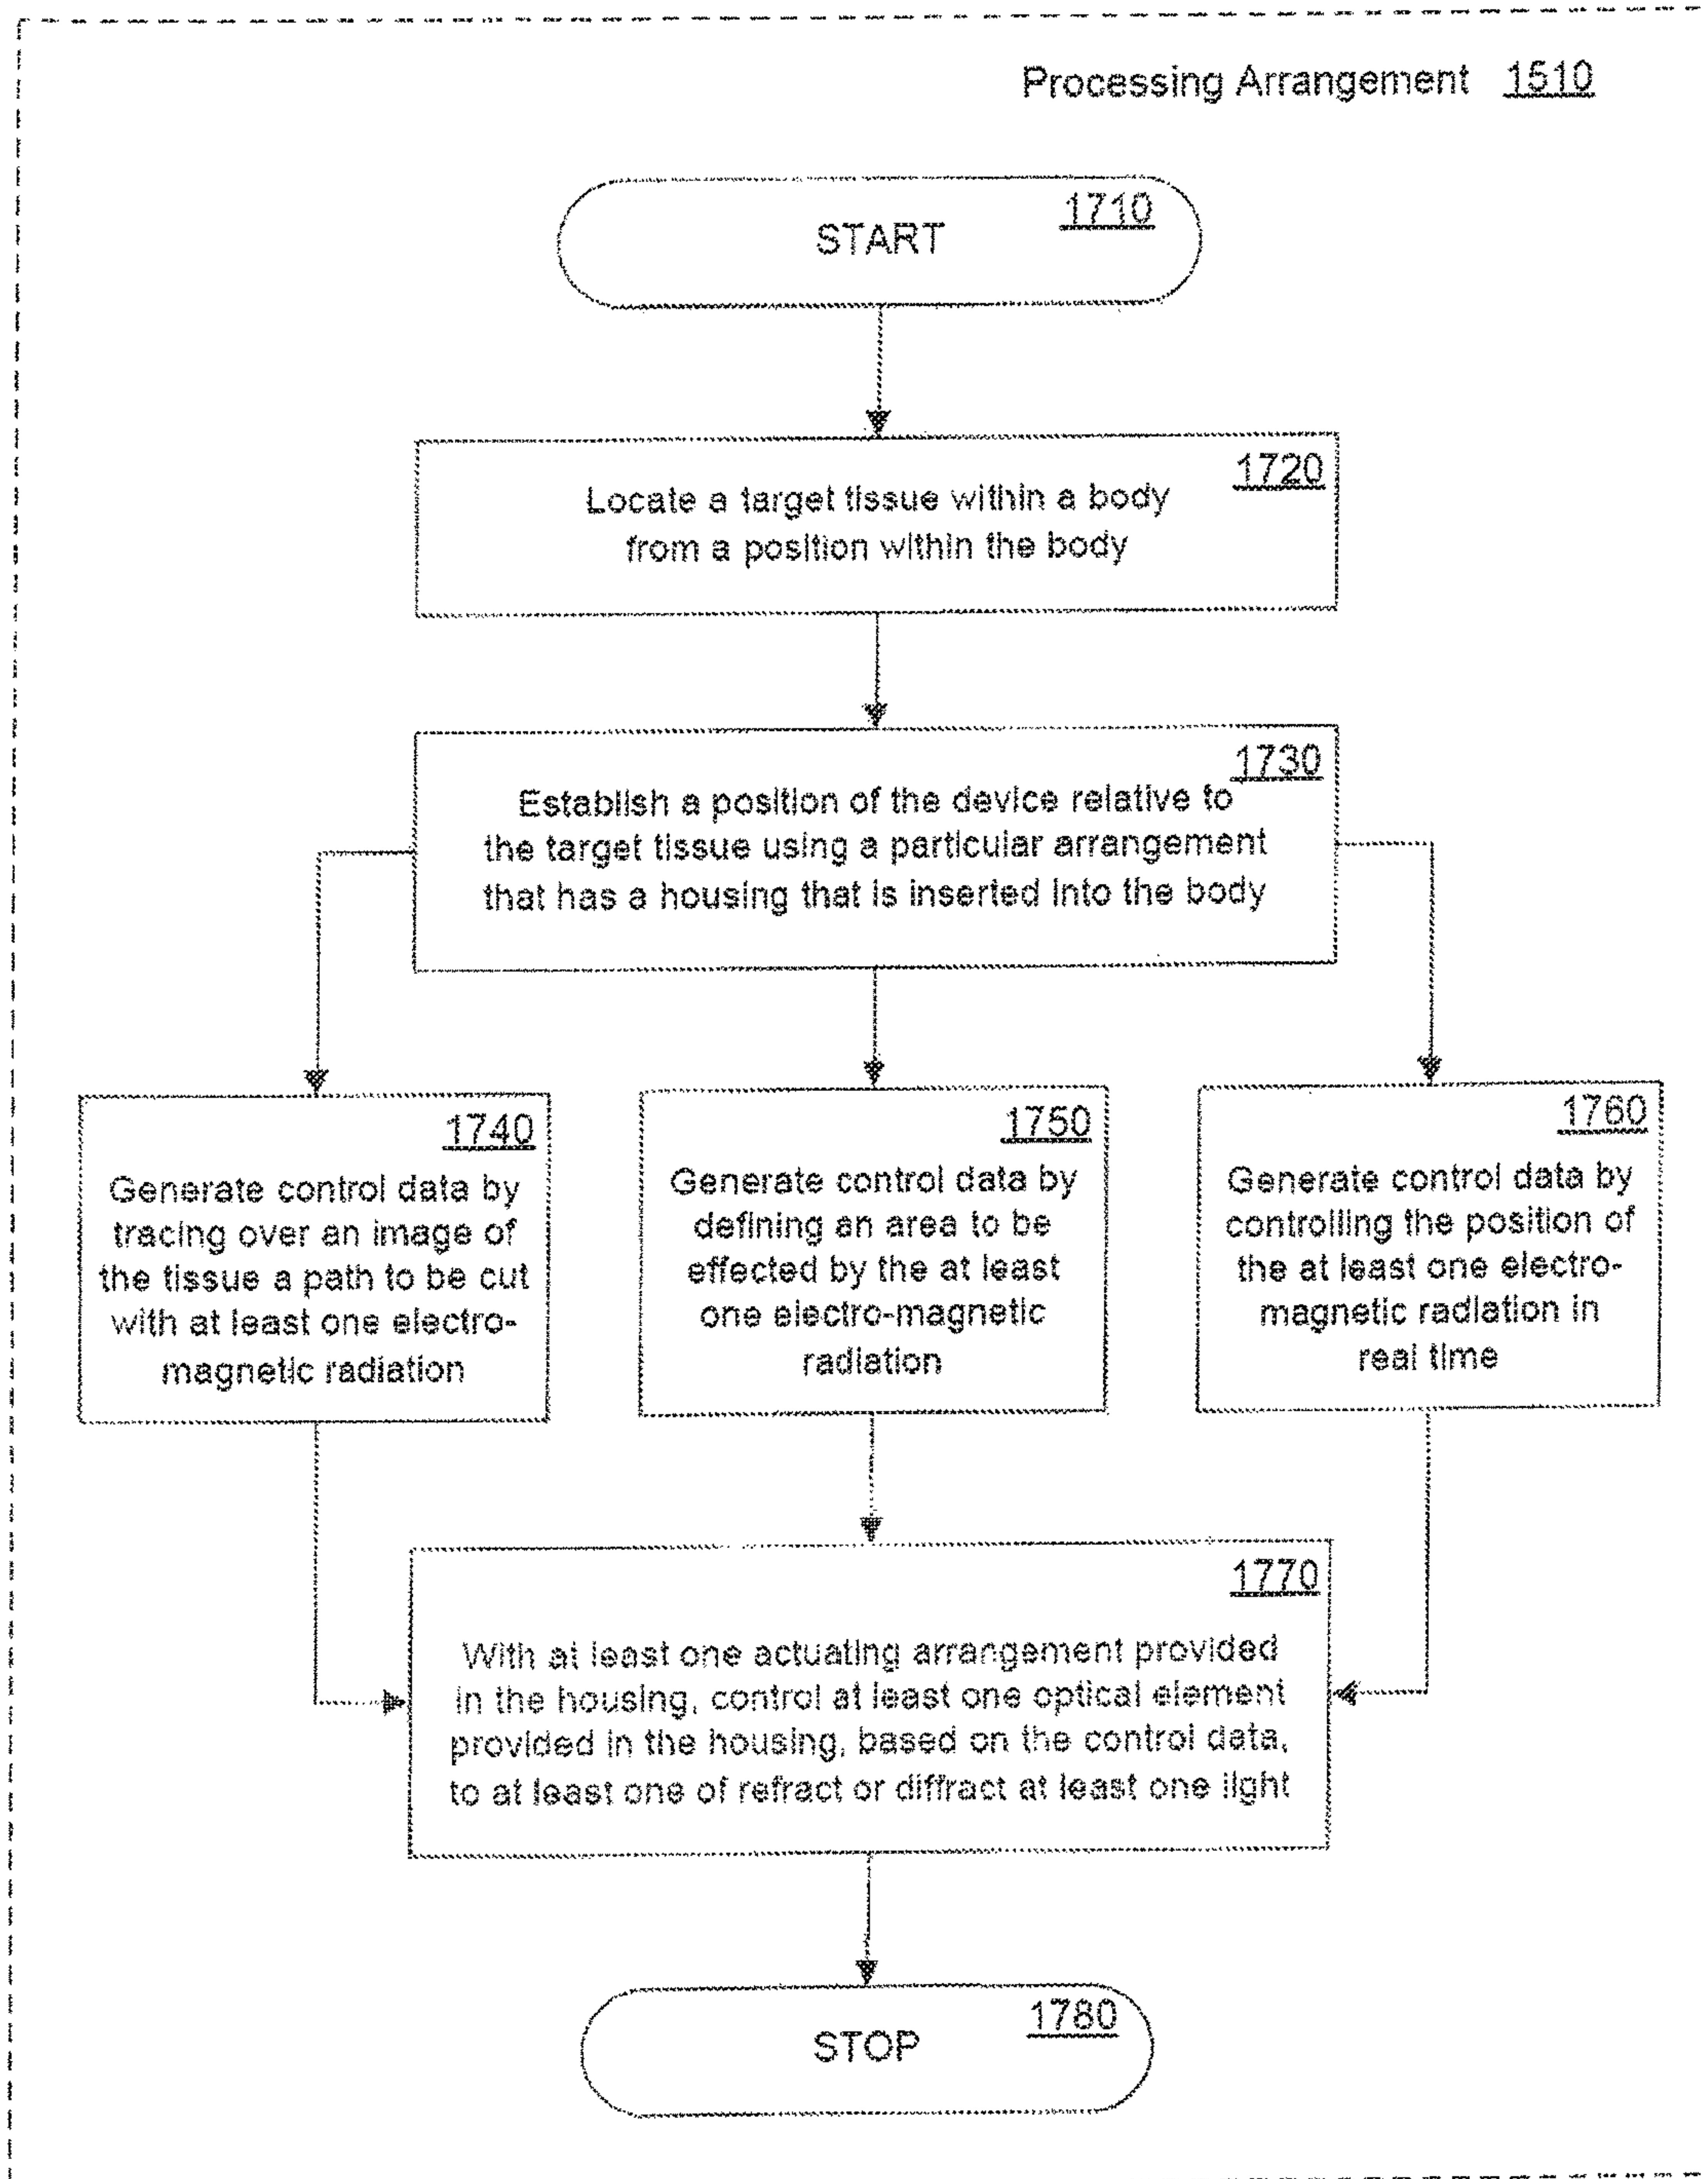 Processing Arrangement 1510
1710
START
1720
Locate a target tissue within a body
from a position within the body
1730
Establish a position of the device relative to
the target tissue using a particular arrangement
that has a housing that is inserted into the body
1740
Generate control data by
tracing over an image of
the tissue a path to be cut
with at least one electro-
magnetic radiation
1750
Generate control data by
defining an area to be
effected by the at least
one electro-magnetic
radiation
1760
Generate control data by
controlling the position of
the at least one electro-
magnetic radiation in
real time
1770
With at least one actuating arrangement provided
in the housing, control at least one optical element
provided in the housing, based on the control data,
to at least one of refract or diffract at least one light
1780
STOP